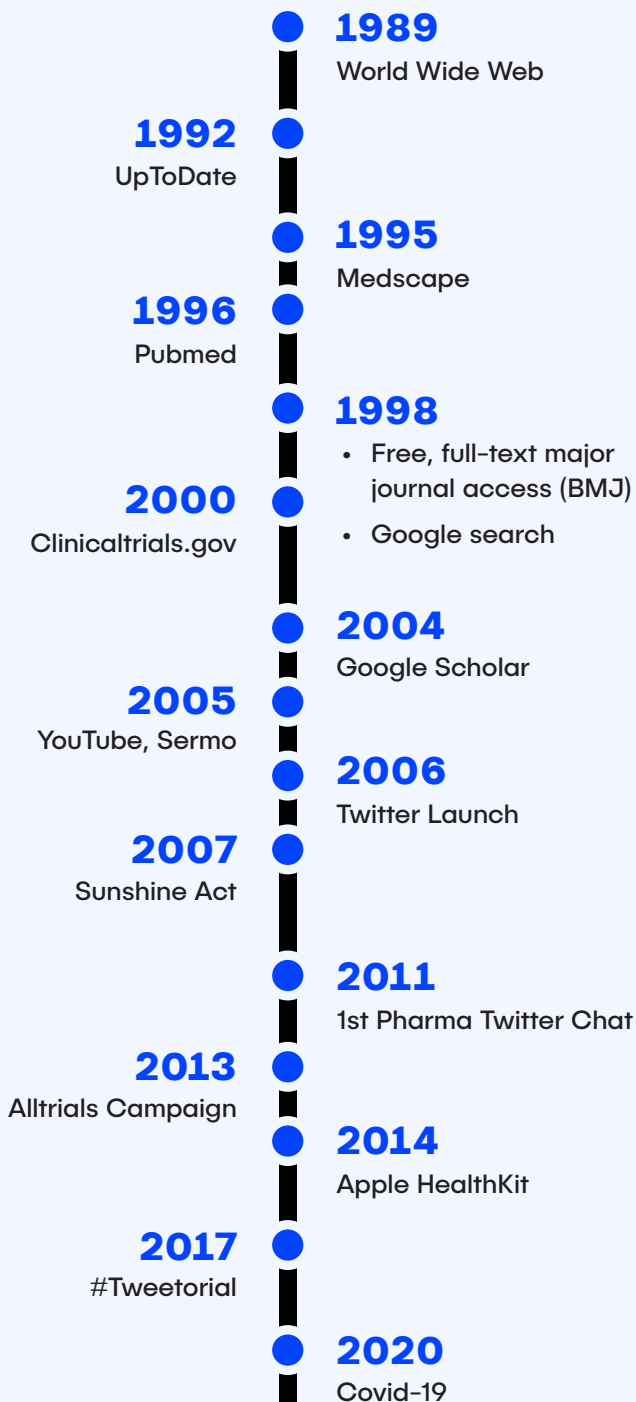 1989
World Wide Web
1992
UpToDate
1995
Medscape
1996
Pubmed
1998
• Free, full-text major
journal access (BMJ)
• Google search
2000
Clinicaltrials.gov
2004
Google Scholar
2005
YouTube, Sermo
2006
Twitter Launch
2007
Sunshine Act
2011
1st Pharma Twitter Chat
2013
Alltrials Campaign
2014
Apple HealthKit
2017
#Tweetorial
2020
Covid-19